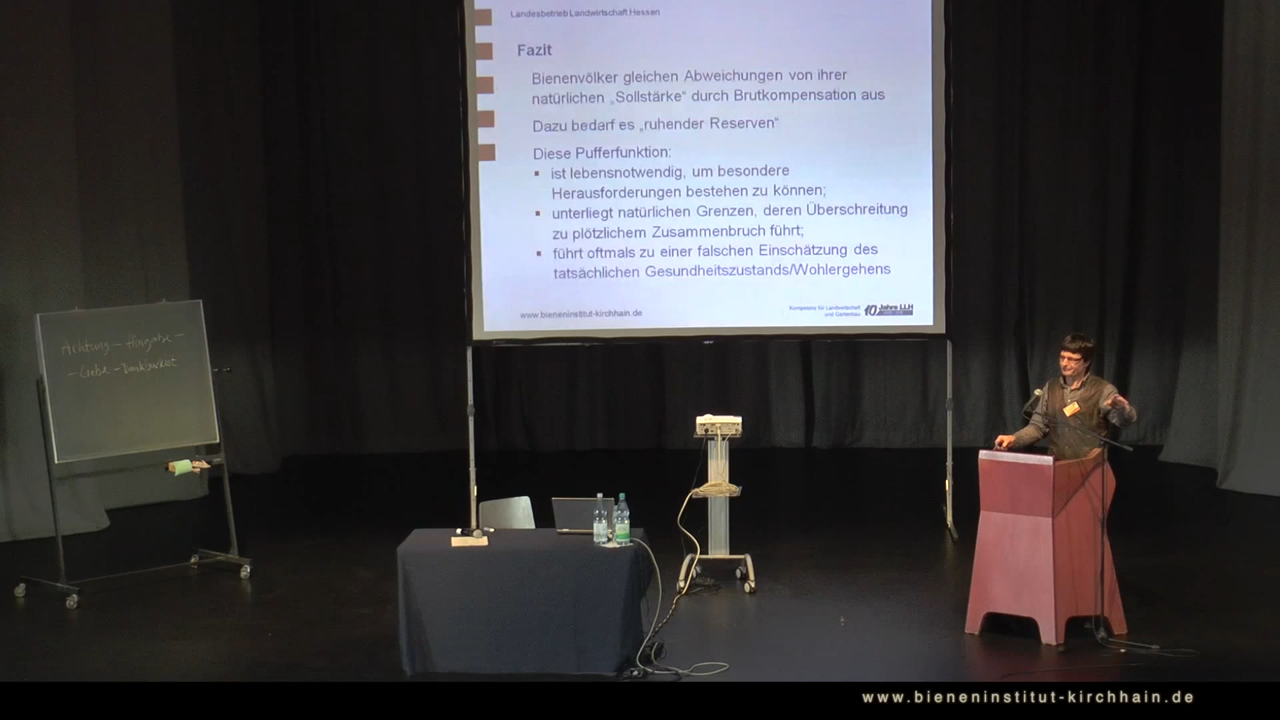 Landesbetrieb Landwirtschaft Hessen
Fazit
Bienenvölker gleichen Abweichungen von ihrer
natürlichen „Sollstärke“ durch Brutkompensation aus
Dazu bedarf es „ruhender Reserven“
Diese Pufferfunktion:
▪ ist lebensnotwendig, um besondere
Herausforderungen bestehen zu können;
▪ unterliegt natürlichen Grenzen, deren Überschreitung
zu plötzlichem Zusammenbruch führt;
▪ führt oftmals zu einer falschen Einschätzung des
tatsächlichen Gesundheitszustands/Wohlergehens
www.bieneninstitut-kirchhain.de
Kompetenz für Landwirtschaft
und Gartenbau
10 Jahre LLH
Achtung – Hingabe –
– Liebe – Dankbarkeit
www.bieneninstitut-kirchhain.de